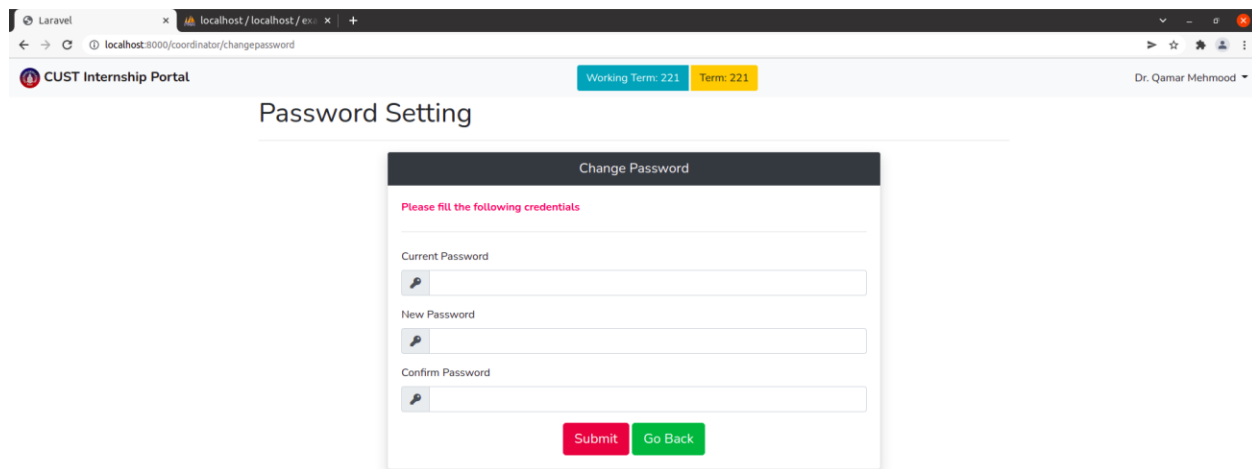 Laravel
localhost / localhost / exa
localhost:8000/coordinator/changepassword
CUST Internship Portal
Working Term: 221
Term: 221
Dr. Qamar Mehmood
Password Setting
Change Password
Please fill the following credentials
Current Password
New Password
Confirm Password
Submit
Go Back